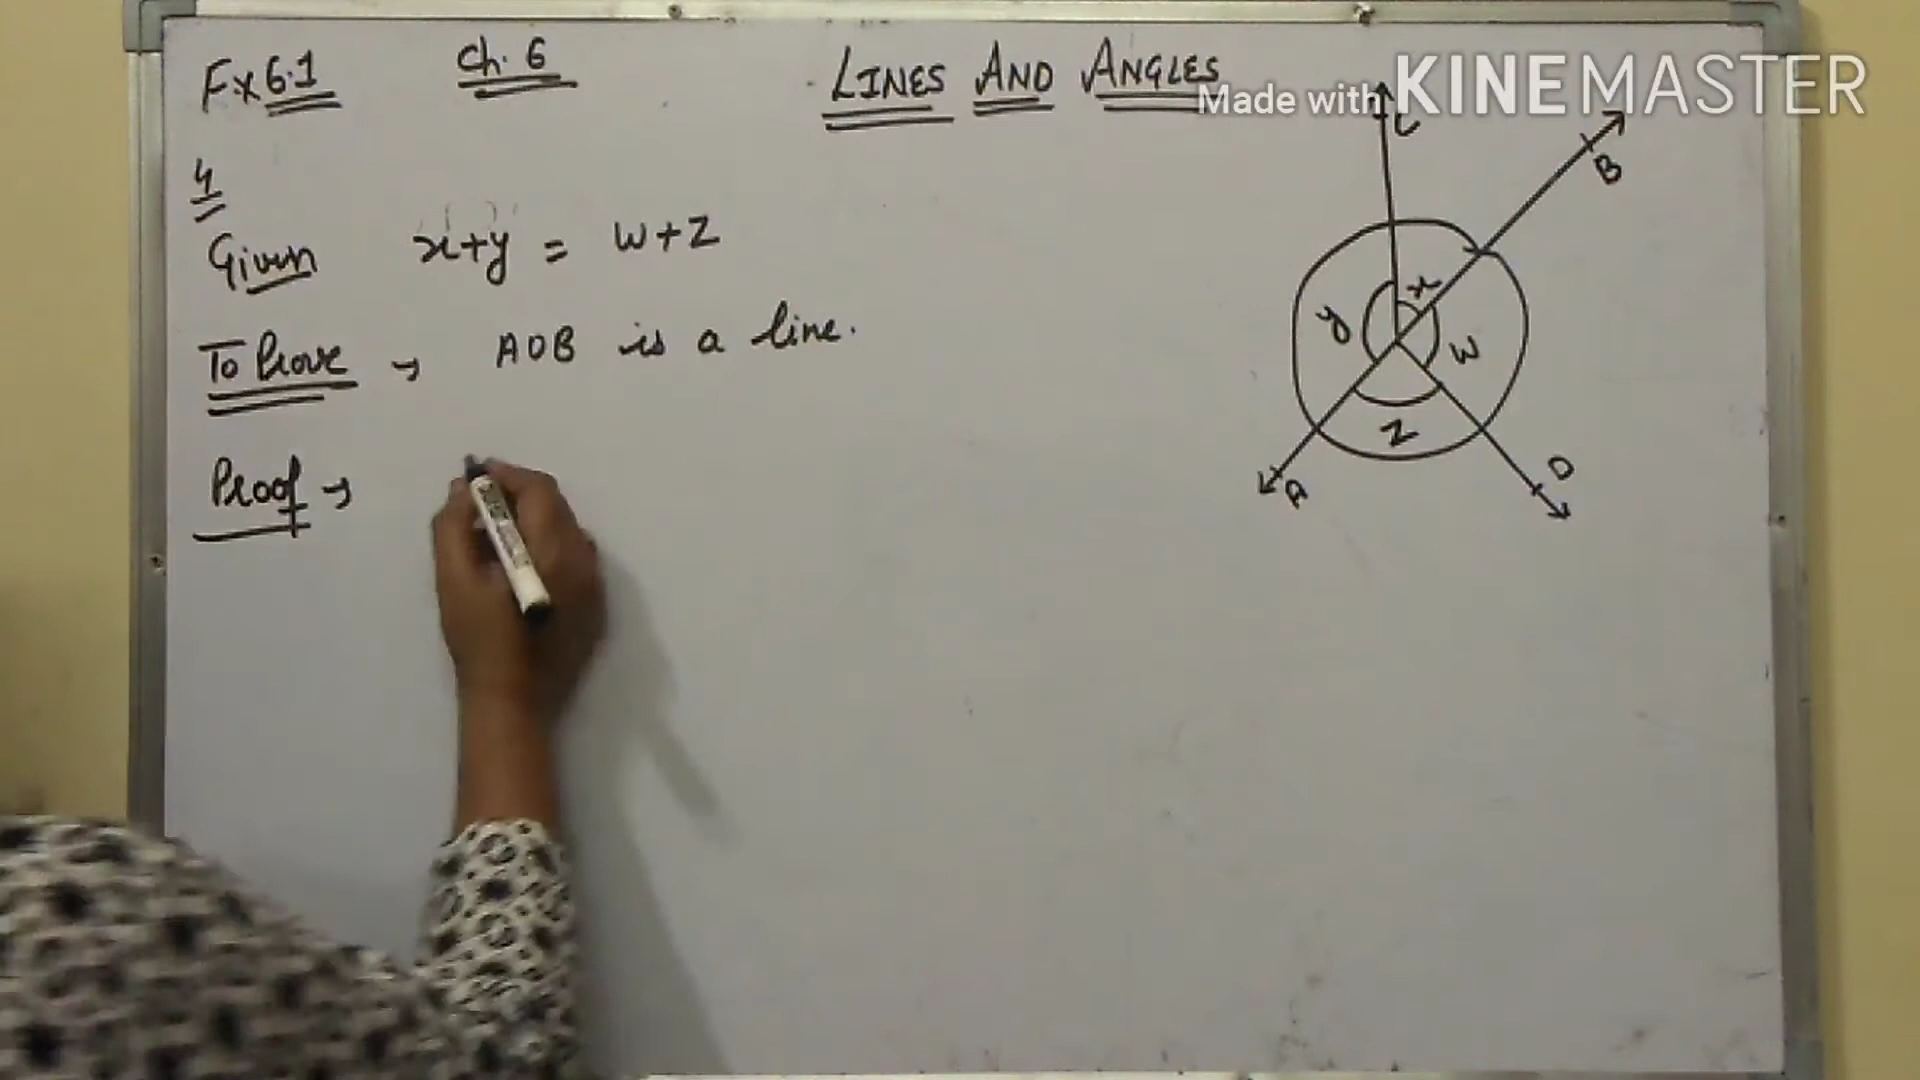 Ex 6.1 Ch. 6 LINES AND ANGLES
Made with KINEMASTER
4
Given x+y = w+z
To Prove → AOB is a line.
Proof →
C
B
x
y
w
z
A
D